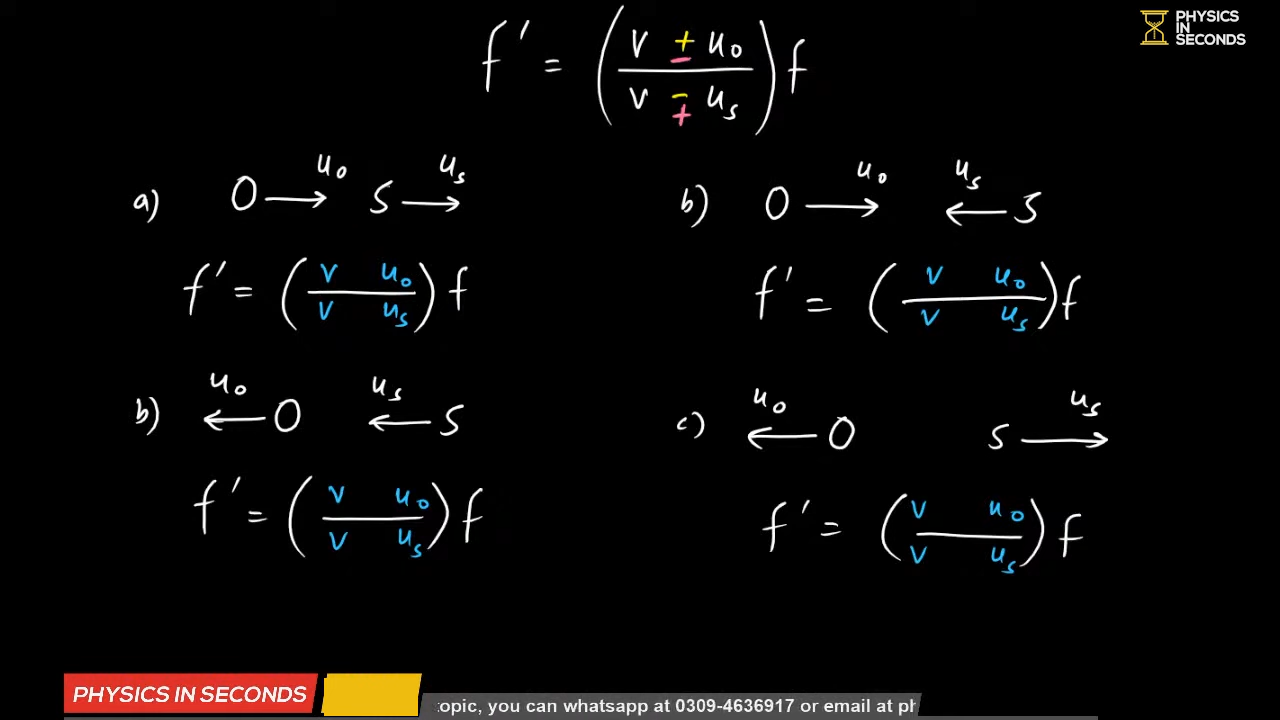 PHYSICS
IN
SECONDS
f' = (v ± u₀ / v ∓ uₛ) f
a) O → u₀ S → uₛ
f' = (v u₀ / v uₛ) f
b) O → u₀ uₛ ← S
f' = (v u₀ / v uₛ) f
b) u₀ ← O uₛ ← S
f' = (v u₀ / v uₛ) f
c) u₀ ← O S → uₛ
f' = (v u₀ / v uₛ) f
PHYSICS IN SECONDS
opic, you can whatsapp at 0309-4636917 or email at ph